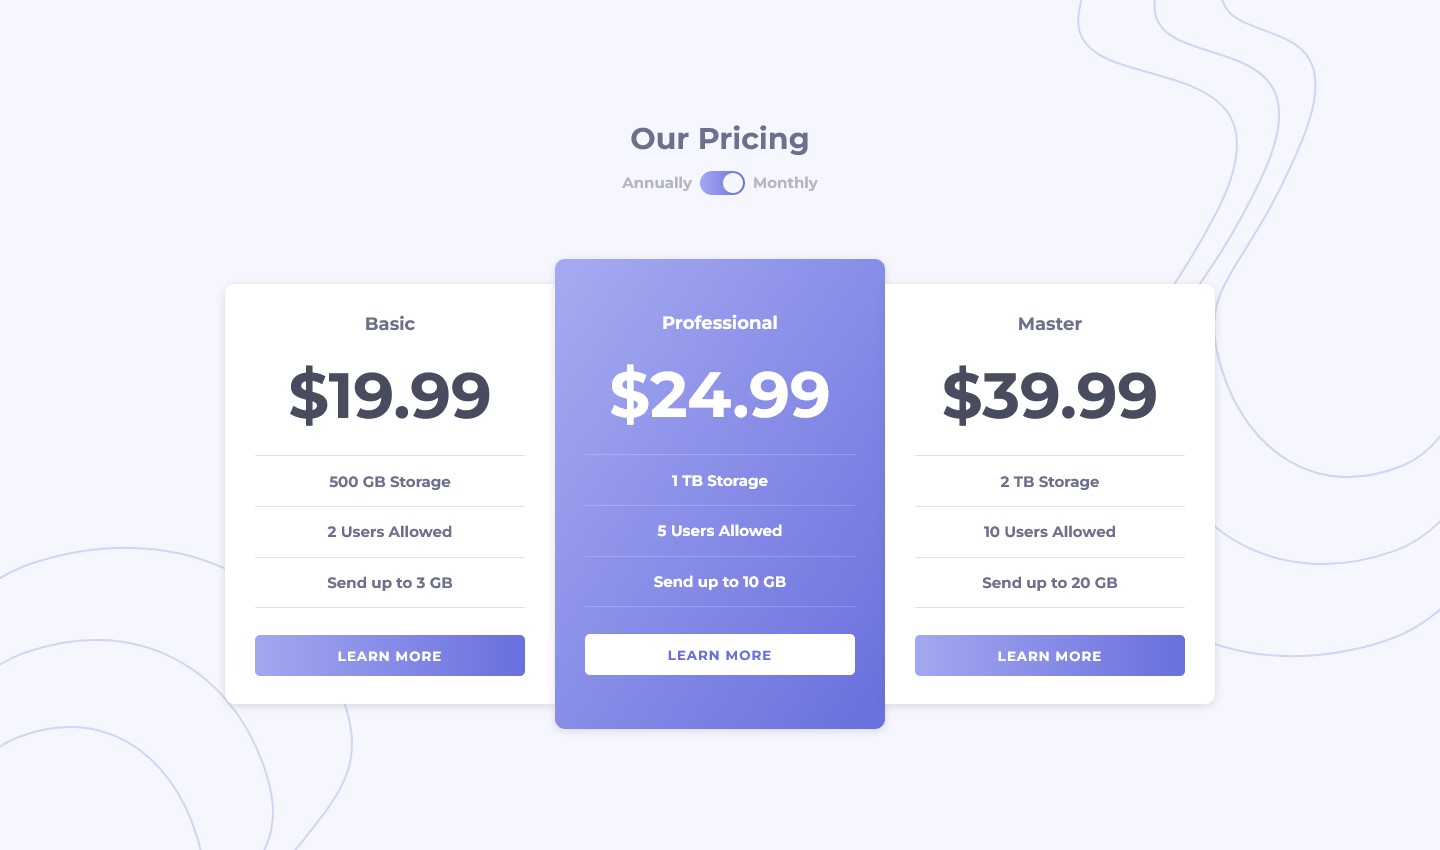 Our Pricing
Annually Monthly
Basic
$19.99
500 GB Storage
2 Users Allowed
Send up to 3 GB
LEARN MORE
Professional
$24.99
1 TB Storage
5 Users Allowed
Send up to 10 GB
LEARN MORE
Master
$39.99
2 TB Storage
10 Users Allowed
Send up to 20 GB
LEARN MORE